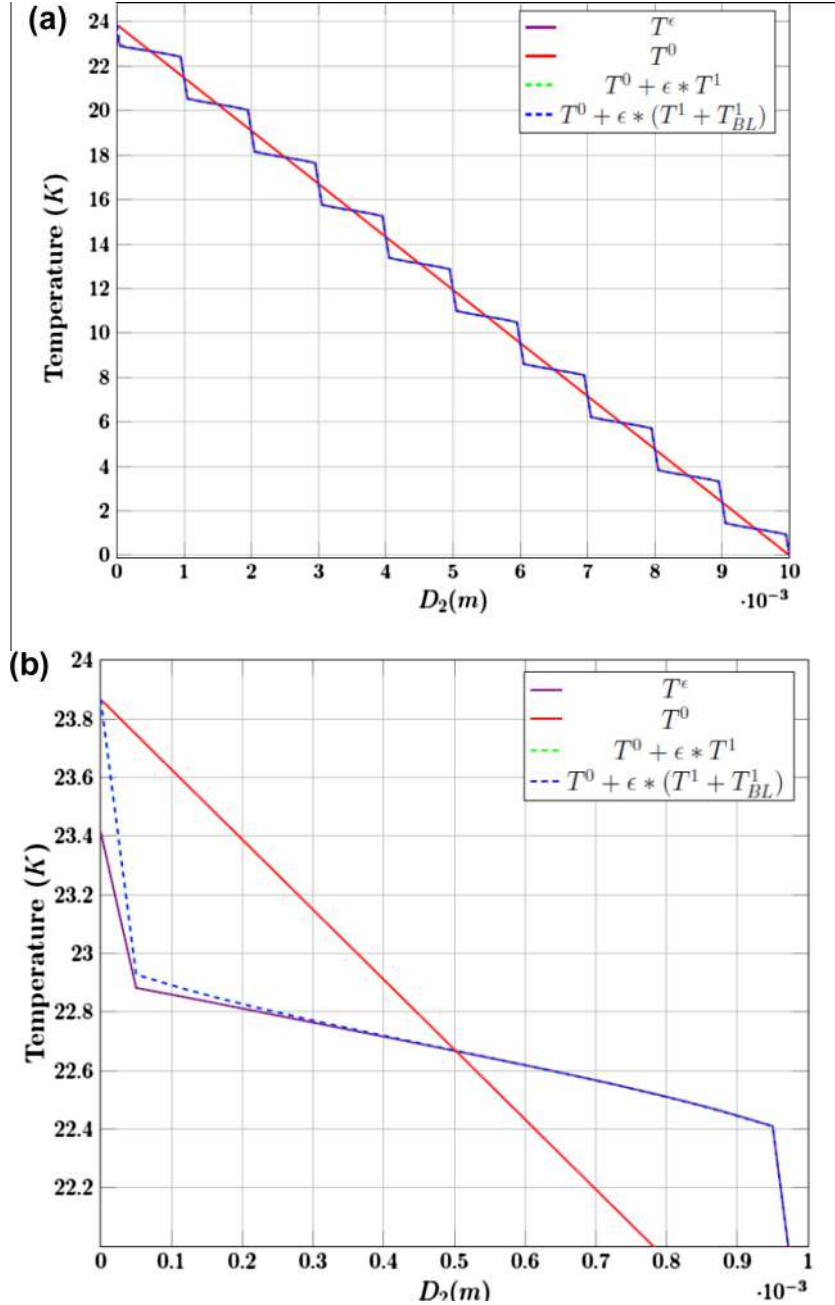 (a)
24
22
20
18
16
14
12
10
8
6
4
2
0
Temperature (K)
T^ϵ
T^0
T^0 + ϵ * T^1
T^0 + ϵ * (T^1 + T^1_{BL})
0 1 2 3 4 5 6 7 8 9 10
D_2(m)
·10^{-3}
(b)
24
23.8
23.6
23.4
23.2
23
22.8
22.6
22.4
22.2
Temperature (K)
T^ϵ
T^0
T^0 + ϵ * T^1
T^0 + ϵ * (T^1 + T^1_{BL})
0 0.1 0.2 0.3 0.4 0.5 0.6 0.7 0.8 0.9 1
D_2(m)
·10^{-3}